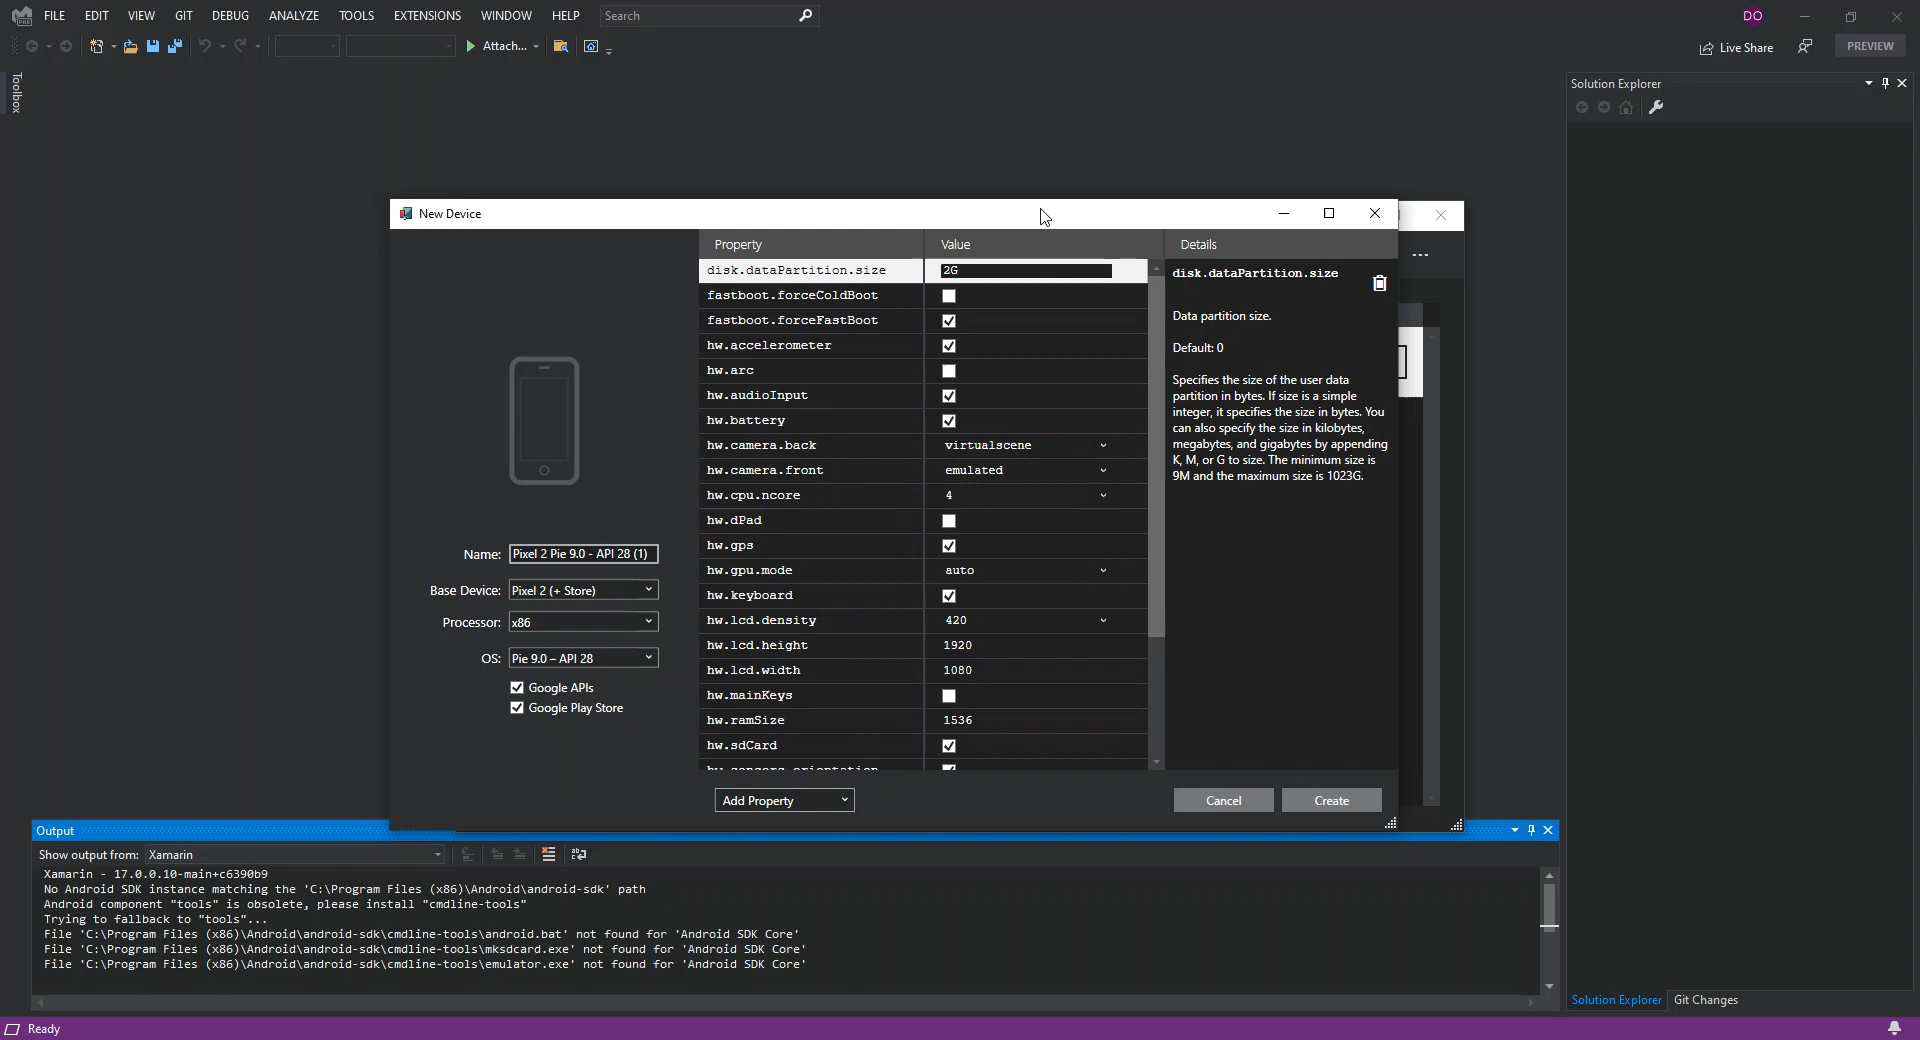 FILE EDIT VIEW GIT DEBUG ANALYZE TOOLS EXTENSIONS WINDOW HELP Search DO
Attach... Live Share PREVIEW
Toolbox
Solution Explorer
New Device
Property Value Details
disk.dataPartition.size 2G
fastboot.forceColdBoot
fastboot.forceFastBoot
hw.accelerometer
hw.arc
hw.audioInput
hw.battery
hw.camera.back virtualscene
hw.camera.front emulated
hw.cpu.ncore 4
hw.dPad
hw.gps
hw.gpu.mode auto
hw.keyboard
hw.lcd.density 420
hw.lcd.height 1920
hw.lcd.width 1080
hw.mainKeys
hw.ramSize 1536
hw.sdCard
hw.sensors.orientation
disk.dataPartition.size
Data partition size.
Default: 0
Specifies the size of the user data
partition in bytes. If size is a simple
integer, it specifies the size in bytes. You
can also specify the size in kilobytes,
megabytes, and gigabytes by appending
K, M, or G to size. The minimum size is
9M and the maximum size is 1023G.
Name: Pixel 2 Pie 9.0 - API 28 (1)
Base Device: Pixel 2 (+ Store)
Processor: x86
OS: Pie 9.0 – API 28
Google APIs
Google Play Store
Add Property Cancel Create
Output
Show output from: Xamarin
Xamarin - 17.0.0.10-main+c6390b9
No Android SDK instance matching the 'C:\Program Files (x86)\Android\android-sdk' path
Android component "tools" is obsolete, please install "cmdline-tools"
Trying to fallback to "tools"...
File 'C:\Program Files (x86)\Android\android-sdk\cmdline-tools\android.bat' not found for 'Android SDK Core'
File 'C:\Program Files (x86)\Android\android-sdk\cmdline-tools\mksdcard.exe' not found for 'Android SDK Core'
File 'C:\Program Files (x86)\Android\android-sdk\cmdline-tools\emulator.exe' not found for 'Android SDK Core'
Solution Explorer Git Changes
Ready